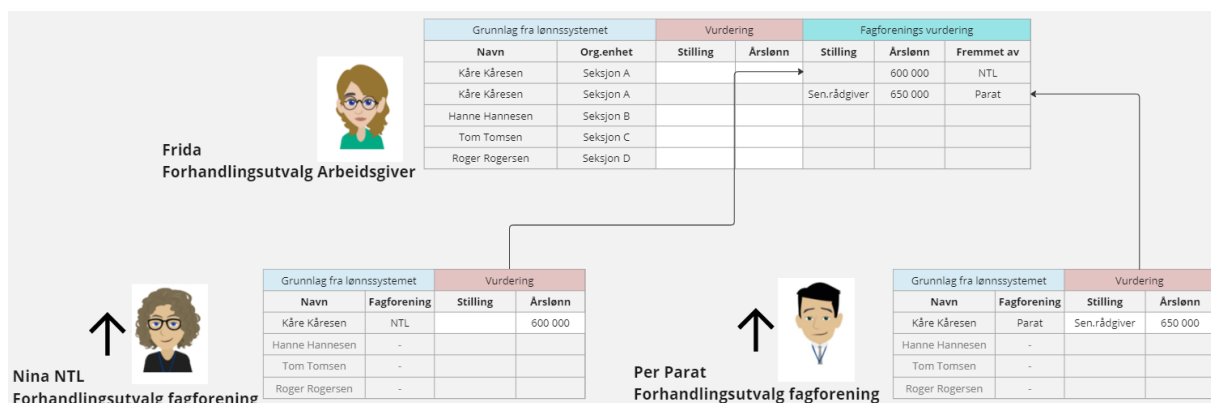 Grunnlag fra lønnssystemet Vurdering Fagforenings vurdering
Navn Org.enhet Stilling Årslønn Stilling Årslønn Fremmet av
Kåre Kåresen Seksjon A 600 000 NTL
Kåre Kåresen Seksjon A Sen.rådgiver 650 000 Parat
Hanne Hannesen Seksjon B
Tom Tomsen Seksjon C
Roger Rogersen Seksjon D
Frida
Forhandlingsutvalg Arbeidsgiver
Grunnlag fra lønnssystemet Vurdering
Navn Fagforening Stilling Årslønn
Kåre Kåresen NTL 600 000
Hanne Hannesen -
Tom Tomsen -
Roger Rogersen -
Nina NTL
Forhandlingsutvalg fagforening
Grunnlag fra lønnssystemet Vurdering
Navn Fagforening Stilling Årslønn
Kåre Kåresen Parat Sen.rådgiver 650 000
Hanne Hannesen -
Tom Tomsen -
Roger Rogersen -
Per Parat
Forhandlingsutvalg fagforening